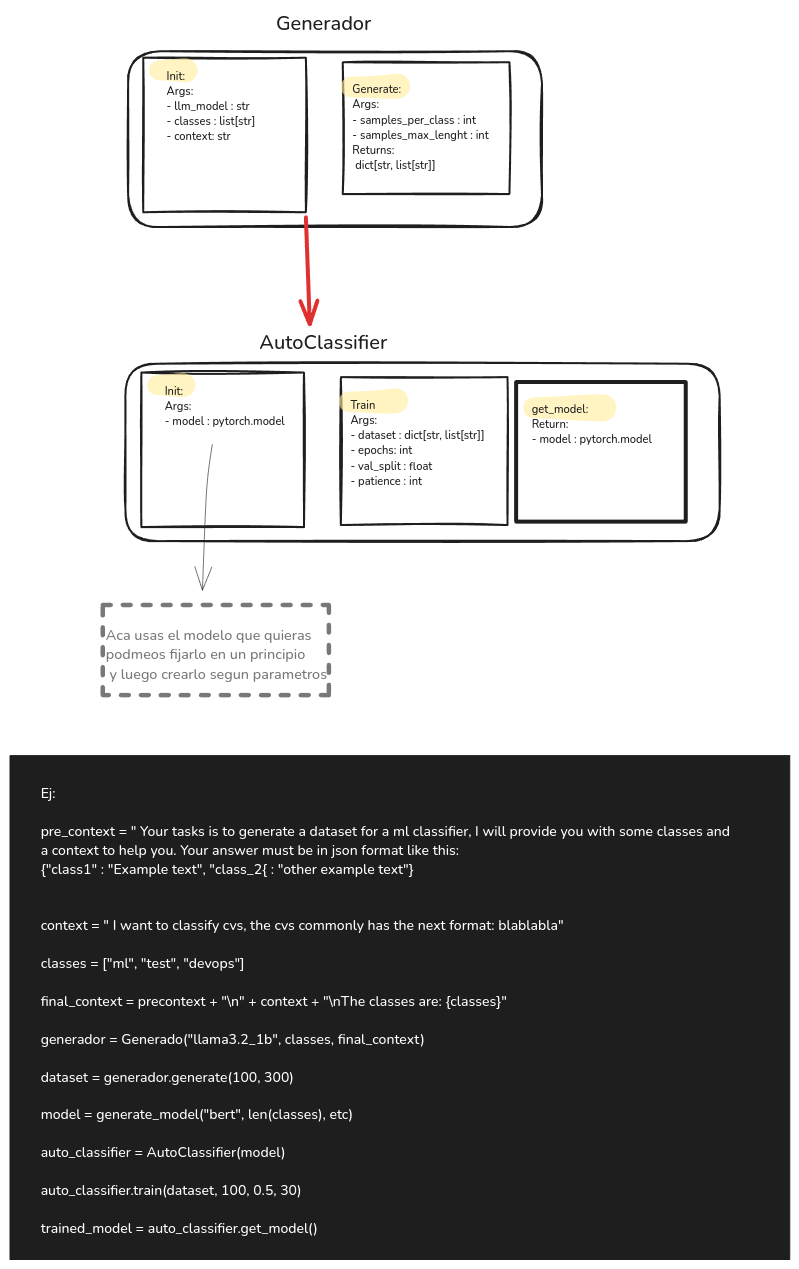 Generador
Init:
Args:
- llm_model : str
- classes : list[str]
- context: str
Generate:
Args:
- samples_per_class : int
- samples_max_lenght : int
Returns:
dict[str, list[str]]
AutoClassifier
Init:
Args:
- model : pytorch.model
Train
Args:
- dataset : dict[str, list[str]]
- epochs: int
- val_split : float
- patience : int
get_model:
Return:
- model : pytorch.model
Aca usas el modelo que quieras
podmeos fijarlo en un principio
y luego crearlo segun parametros
Ej:
pre_context = " Your tasks is to generate a dataset for a ml classifier, I will provide you with some classes and
a context to help you. Your answer must be in json format like this:
{"class1" : "Example text", "class_2{ : "other example text"}
context = " I want to classify cvs, the cvs commonly has the next format: blablabla"
classes = ["ml", "test", "devops"]
final_context = precontext + "\n" + context + "\nThe classes are: {classes}"
generador = Generado("llama3.2_1b", classes, final_context)
dataset = generador.generate(100, 300)
model = generate_model("bert", len(classes), etc)
auto_classifier = AutoClassifier(model)
auto_classifier.train(dataset, 100, 0.5, 30)
trained_model = auto_classifier.get_model()